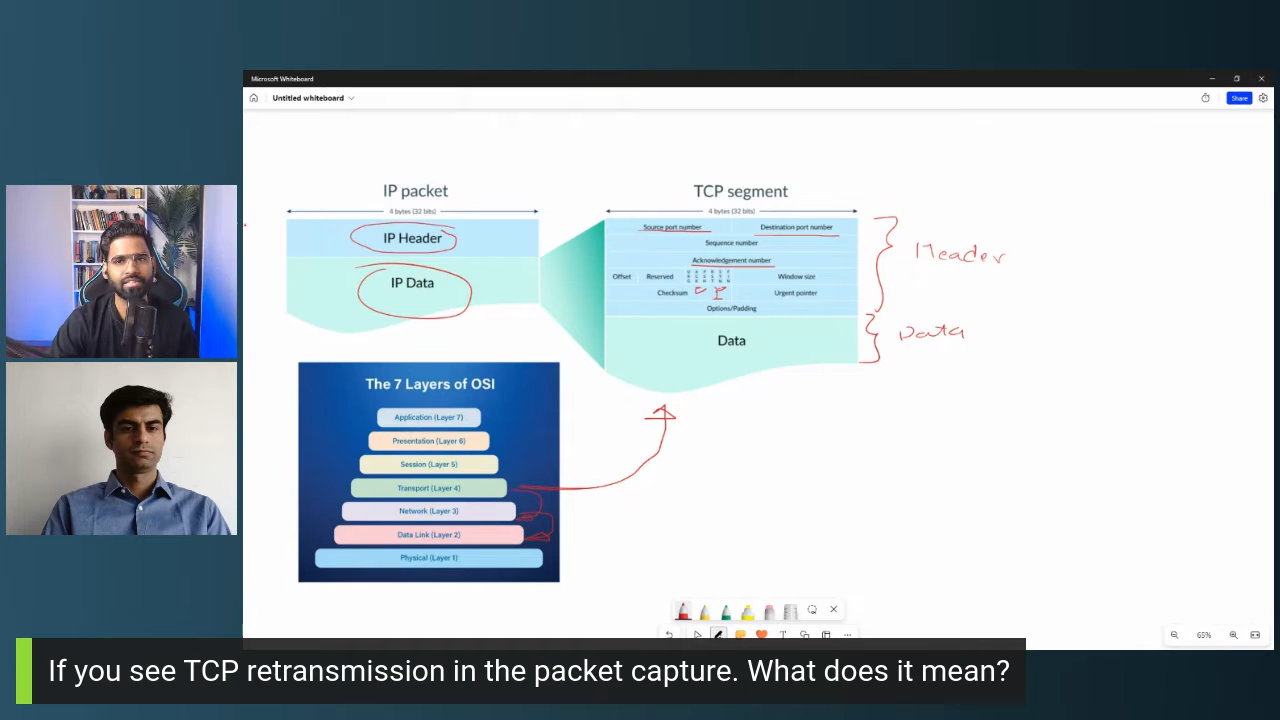 Microsoft Whiteboard
Untitled whiteboard
Share
IP packet
4 bytes (32 bits)
IP Header
IP Data
TCP segment
4 bytes (32 bits)
Source port number
Destination port number
Sequence number
Acknowledgement number
Offset
Reserved
Window size
Checksum
Urgent pointer
Options/Padding
Data
Header
Data
The 7 Layers of OSI
Application (Layer 7)
Presentation (Layer 6)
Session (Layer 5)
Transport (Layer 4)
Network (Layer 3)
Data Link (Layer 2)
Physical (Layer 1)
65%
If you see TCP retransmission in the packet capture. What does it mean?